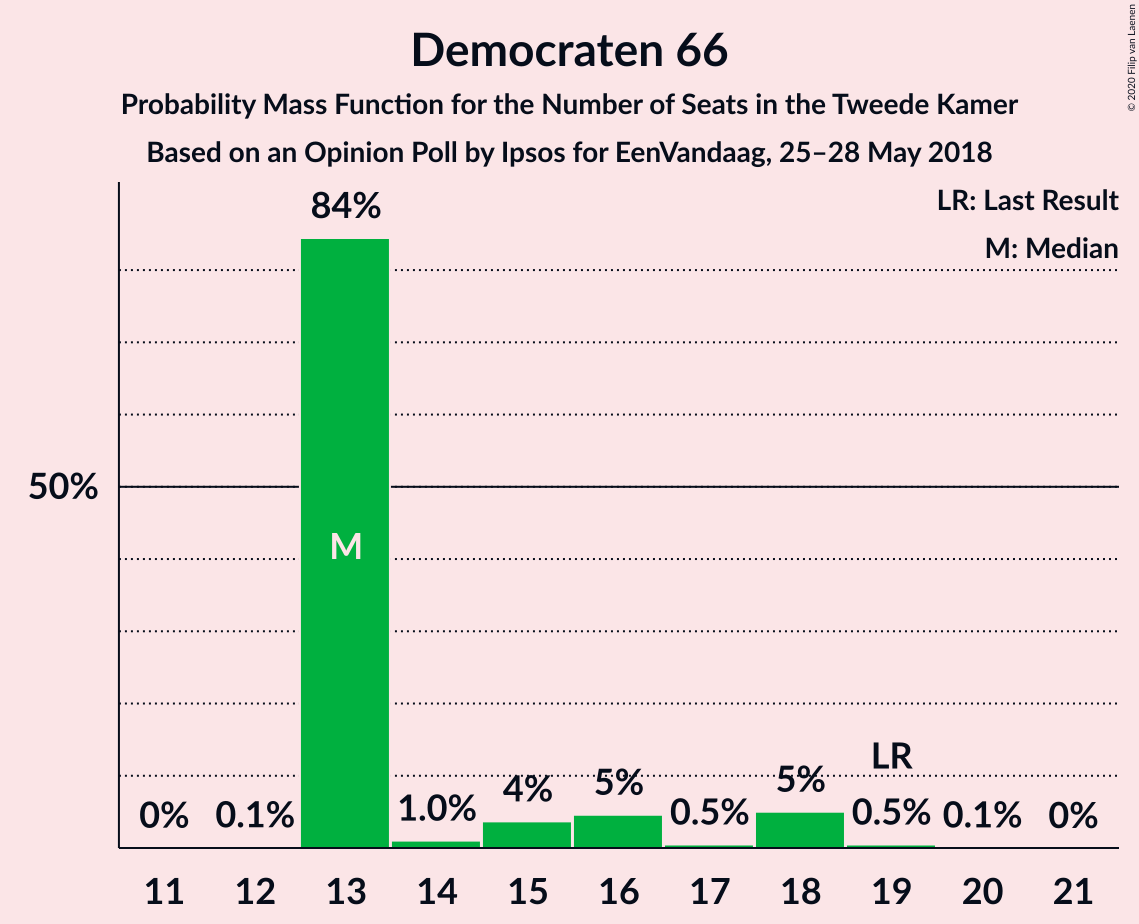 Democraten 66
Probability Mass Function for the Number of Seats in the Tweede Kamer
Based on an Opinion Poll by Ipsos for EenVandaag, 25–28 May 2018
© 2020 Filip van Laenen
LR: Last Result
M: Median
50%
0%
0.1%
84%
M
1.0%
4%
5%
0.5%
5%
LR
0.5%
0.1%
0%
11 12 13 14 15 16 17 18 19 20 21